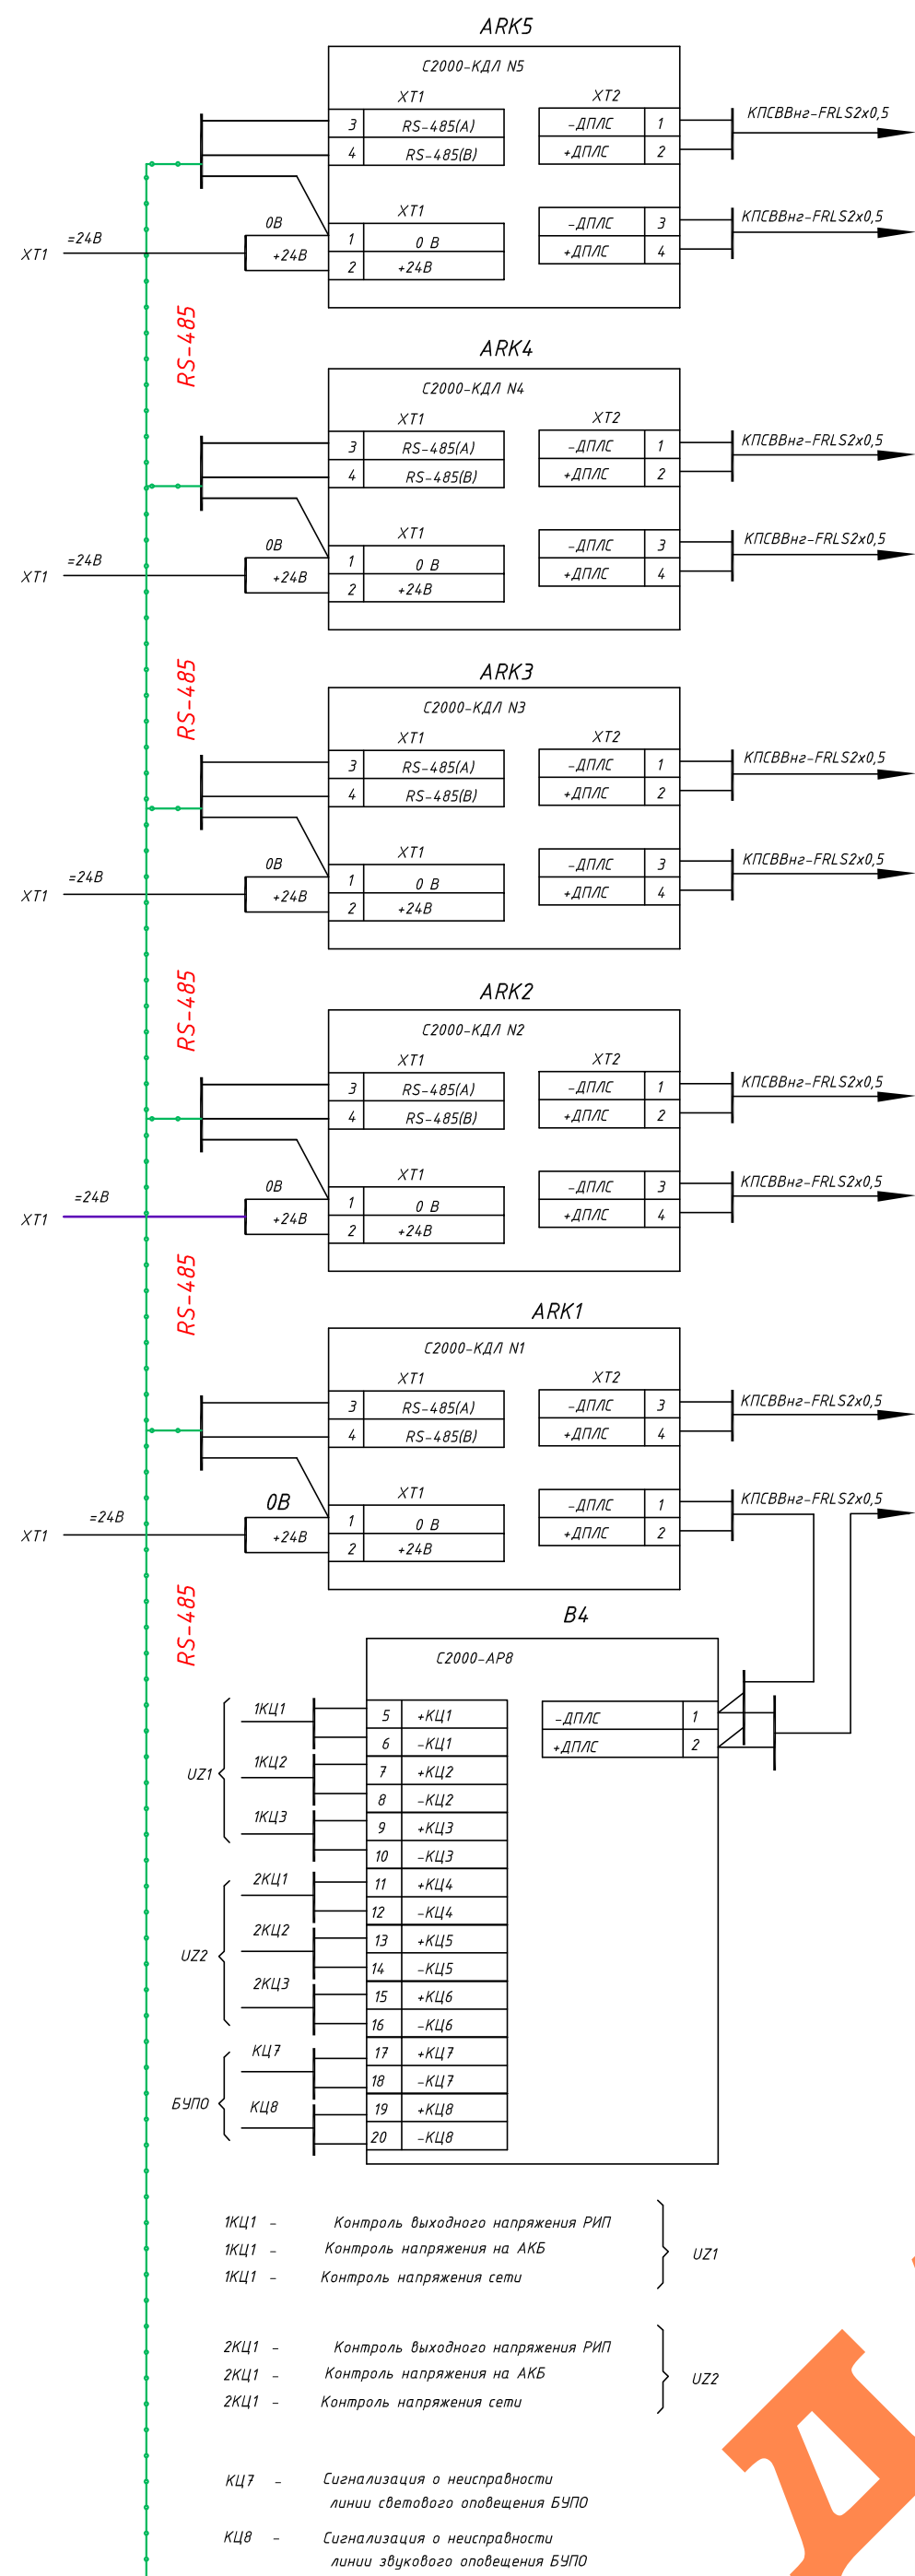 ARK5
С2000-КДЛ N5
XT1
XT2
3 RS-485(A)
4 RS-485(B)
-ДПЛС 1
+ДПЛС 2
КПСВВнг-FRLS2x0,5
XT1
1 0 В
2 +24В
-ДПЛС 3
+ДПЛС 4
КПСВВнг-FRLS2x0,5
0В
+24В
=24В
XT1
RS-485
ARK4
С2000-КДЛ N4
XT1
XT2
3 RS-485(A)
4 RS-485(B)
-ДПЛС 1
+ДПЛС 2
КПСВВнг-FRLS2x0,5
XT1
1 0 В
2 +24В
-ДПЛС 3
+ДПЛС 4
КПСВВнг-FRLS2x0,5
0В
+24В
=24В
XT1
RS-485
ARK3
С2000-КДЛ N3
XT1
XT2
3 RS-485(A)
4 RS-485(B)
-ДПЛС 1
+ДПЛС 2
КПСВВнг-FRLS2x0,5
XT1
1 0 В
2 +24В
-ДПЛС 3
+ДПЛС 4
КПСВВнг-FRLS2x0,5
0В
+24В
=24В
XT1
RS-485
ARK2
С2000-КДЛ N2
XT1
XT2
3 RS-485(A)
4 RS-485(B)
-ДПЛС 1
+ДПЛС 2
КПСВВнг-FRLS2x0,5
XT1
1 0 В
2 +24В
-ДПЛС 3
+ДПЛС 4
КПСВВнг-FRLS2x0,5
0В
+24В
=24В
XT1
RS-485
ARK1
С2000-КДЛ N1
XT1
XT2
3 RS-485(A)
4 RS-485(B)
-ДПЛС 3
+ДПЛС 4
КПСВВнг-FRLS2x0,5
XT1
1 0 В
2 +24В
-ДПЛС 1
+ДПЛС 2
КПСВВнг-FRLS2x0,5
0В
+24В
=24В
XT1
RS-485
B4
С2000-АР8
-ДПЛС 1
+ДПЛС 2
5 +КЦ1
6 -КЦ1
7 +КЦ2
8 -КЦ2
9 +КЦ3
10 -КЦ3
11 +КЦ4
12 -КЦ4
13 +КЦ5
14 -КЦ5
15 +КЦ6
16 -КЦ6
17 +КЦ7
18 -КЦ7
19 +КЦ8
20 -КЦ8
UZ1
1КЦ1
1КЦ2
1КЦ3
UZ2
2КЦ1
2КЦ2
2КЦ3
БУПО
КЦ7
КЦ8
1КЦ1 - Контроль выходного напряжения РИП
1КЦ1 - Контроль напряжения на АКБ
1КЦ1 - Контроль напряжения сети
UZ1
2КЦ1 - Контроль выходного напряжения РИП
2КЦ1 - Контроль напряжения на АКБ
2КЦ1 - Контроль напряжения сети
UZ2
КЦ7 - Сигнализация о неисправности
линии светового оповещения БУПО
КЦ8 - Сигнализация о неисправности
линии звукового оповещения БУПО
Д